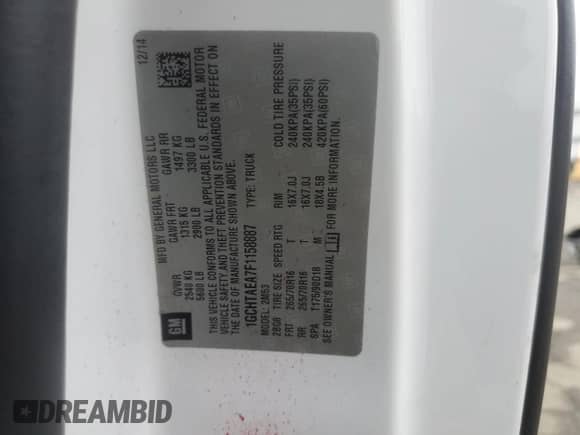 12/14
MFD BY GENERAL MOTORS LLC
GVWR GAWR FRT GAWR RR
2540 KG 1315 KG 1497 KG
5600 LB 2900 LB 3300 LB
THIS VEHICLE CONFORMS TO ALL APPLICABLE U.S. FEDERAL MOTOR
VEHICLE SAFETY AND THEFT PREVENTION STANDARDS IN EFFECT ON
THE DATE OF MANUFACTURE SHOWN ABOVE.
1GCHTAEA7F1158887 TYPE: TRUCK
MODEL: 2M53
28GB TIRE SIZE SPEED RTG RIM COLD TIRE PRESSURE
FRT 265/70R16 T 16X7.0J 240KPA(35PSI)
RR 265/70R16 T 16X7.0J 240KPA(35PSI)
SPA T175/90D18 M 18X4.5B 420KPA(60PSI)
SEE OWNER'S MANUAL FOR MORE INFORMATION
GM
DREAMBID